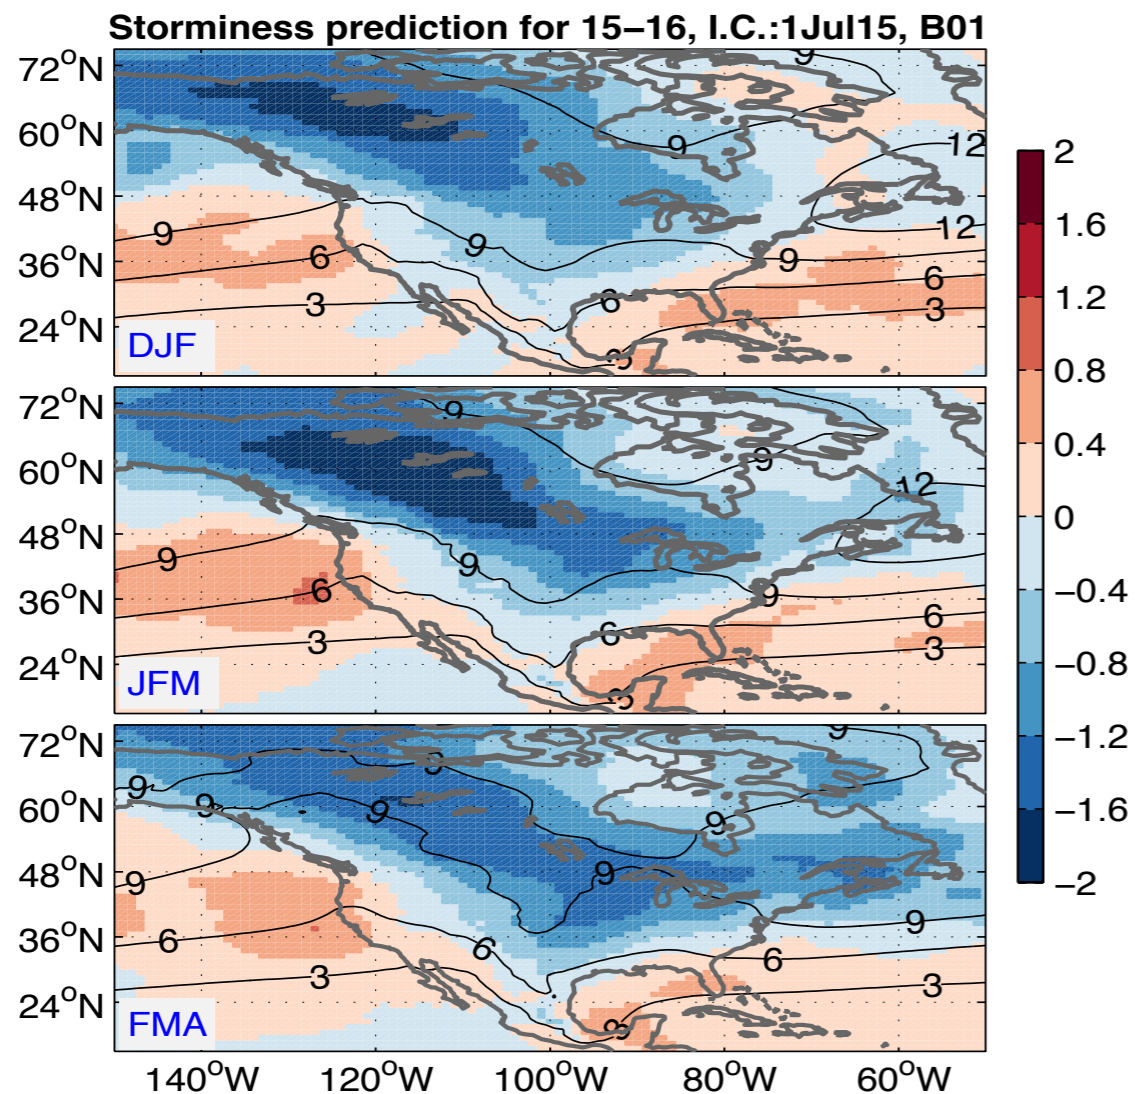 Storminess prediction for 15–16, I.C.:1Jul15, B01
72°N
60°N
48°N
36°N
24°N
9
9
12
12
9
9
9
6
6
6
3
3
3
DJF
72°N
60°N
48°N
36°N
24°N
9
9
12
9
9
9
6
6
6
3
3
3
JFM
72°N
60°N
48°N
36°N
24°N
9
9
9
9
9
9
9
9
9
6
6
6
3
3
FMA
140°W
120°W
100°W
80°W
60°W
2
1.6
1.2
0.8
0.4
0
−0.4
−0.8
−1.2
−1.6
−2